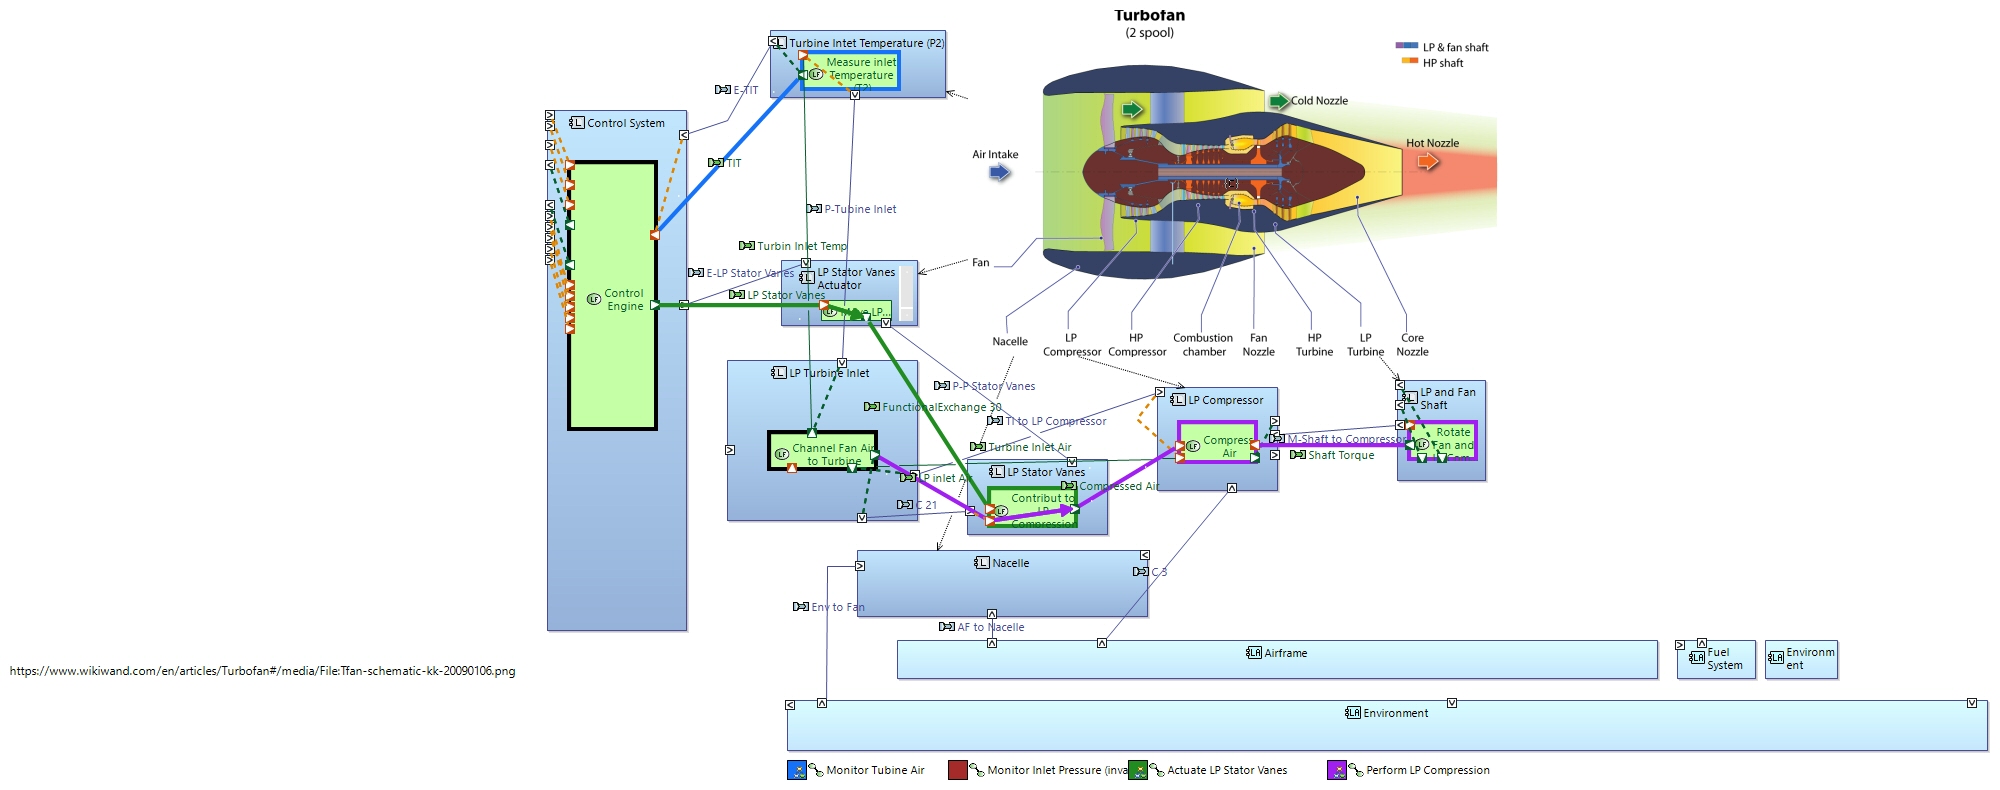 Turbofan
(2 spool)
LP & fan shaft
HP shaft
Cold Nozzle
Hot Nozzle
Air Intake
Fan
Nacelle
LP
Compressor
HP
Compressor
Combustion
chamber
Fan
Nozzle
HP
Turbine
LP
Turbine
Core
Nozzle
Turbine Inlet Temperature (P2)
Measure inlet
Temperature
(T2)
E-TIT
Control System
TIT
P-Tubine Inlet
Turbin Inlet Temp
E-LP Stator Vanes
LP Stator Vanes
Actuator
LP Stator Vanes
Control
Engine
LP Turbine Inlet
P-P Stator Vanes
FunctionalExchange 30
TI to LP Compressor
LP Compressor
LP and Fan
Shaft
Channel Fan Air
to Turbine
Turbine Inlet Air
Compress
Air
M-Shaft to Compressor
Rotate
Fan and
Shaft Torque
LP inlet Air
LP Stator Vanes
Compressed Air
Contribut to
LP
Compression
C 21
Nacelle
C 3
Env to Fan
AF to Nacelle
Airframe
Fuel
System
Environm
ent
https://www.wikiwand.com/en/articles/Turbofan#/media/File:Tfan-schematic-kk-20090106.png
Environment
Monitor Tubine Air
Monitor Inlet Pressure (inva
Actuate LP Stator Vanes
Perform LP Compression